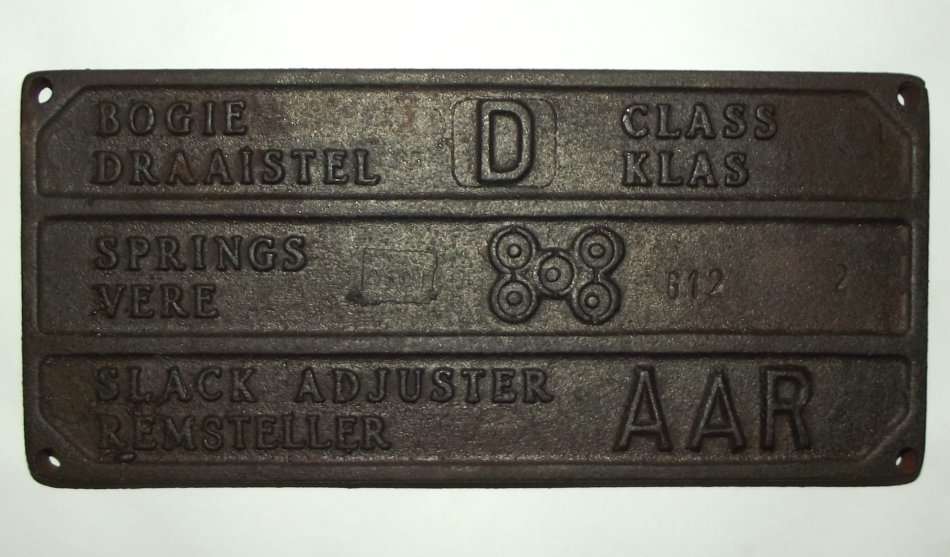 BOGIE D CLASS
DRAAISTEL KLAS
SPRINGS 612 2
VERE
SLACK ADJUSTER AAR
REMSTELLER